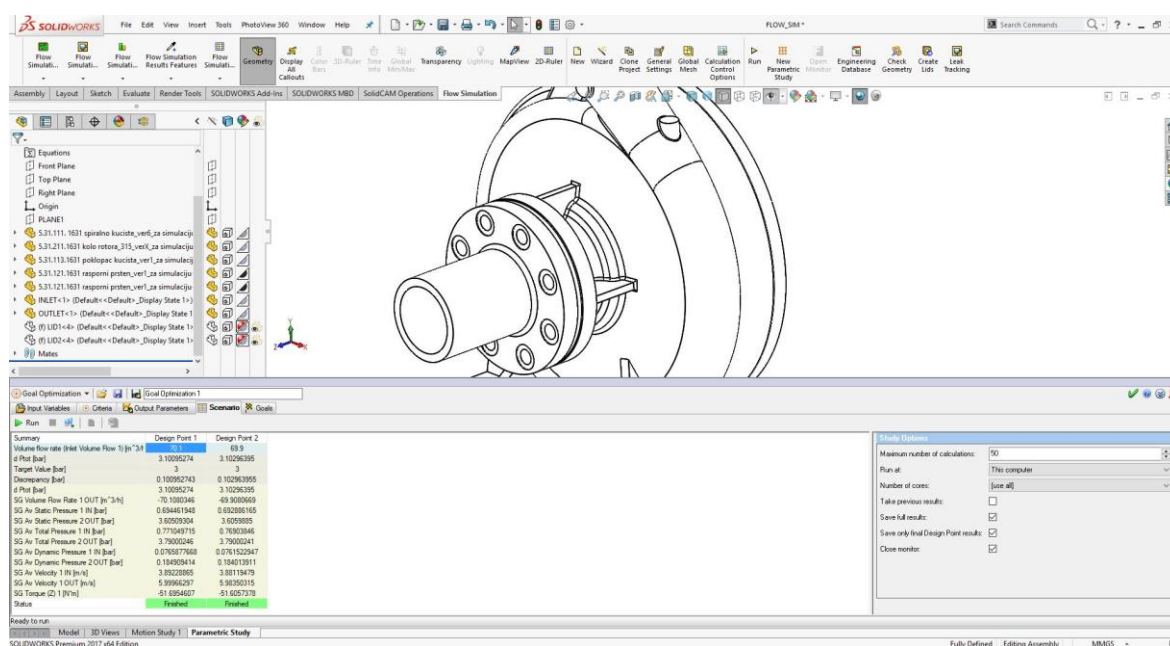 SOLIDWORKS File Edit View Insert Tools PhotoView 360 Window Help FLOW_SIM * Search Commands
Flow Simulati... Flow Simulati... Flow Simulati... Flow Simulation Results Features Flow Simulati... Geometry Display All Callouts Color Bars 3D-Ruler Time Info Global Min/Max Transparency Lighting MapView 2D-Ruler New Wizard Clone Project General Settings Global Mesh Calculation Control Options Run New Parametric Study Open Monitor Engineering Database Check Geometry Create Lids Leak Tracking
Assembly Layout Sketch Evaluate Render Tools SOLIDWORKS Add-Ins SOLIDWORKS MBD SolidCAM Operations Flow Simulation
Equations
Front Plane
Top Plane
Right Plane
Origin
PLANE1
5.31.111. 1631 spiralno kuciste_ver6_za simulaciju
5.31.211.1631 kolo rotora_315_verX_za simulaciju
5.31.113.1631 poklopac kucista_ver1_za simulacij
5.31.121.1631 rasporni prsten_ver1_za simulaciju
5.31.121.1631 rasporni prsten_ver1_za simulaciju
INLET<1> (Default<<Default>_Display State 1>)
OUTLET<1> (Default<<Default>_Display State 1
(f) LID1<4> (Default<<Default>_Display State 1>
(f) LID2<4> (Default<<Default>_Display State 1>
Mates
Goal Optimization Goal Optimization 1
Input Variables Criteria Output Parameters Scenario Goals
Run
Summary Design Point 1 Design Point 2
Volume flow rate (Inlet Volume Flow 1) [m^3/h 70.1 69.9
d Ptot [bar] 3.10095274 3.10296395
Target Value [bar] 3 3
Discrepancy [bar] 0.100952743 0.102963955
d Ptot [bar] 3.10095274 3.10296395
SG Volume Flow Rate 1 OUT [m^3/h] -70.1080346 -69.9080669
SG Av Static Pressure 1 IN [bar] 0.694461948 0.692886165
SG Av Static Pressure 2 OUT [bar] 3.60509304 3.6059885
SG Av Total Pressure 1 IN [bar] 0.771049715 0.76903846
SG Av Total Pressure 2 OUT [bar] 3.79000246 3.79000241
SG Av Dynamic Pressure 1 IN [bar] 0.0765877668 0.0761522947
SG Av Dynamic Pressure 2 OUT [bar] 0.184909414 0.184013911
SG Av Velocity 1 IN [m/s] 3.89228865 3.88119479
SG Av Velocity 1 OUT [m/s] 5.99966297 5.98350315
SG Torque (Z) 1 [N*m] -51.6954607 -51.6057378
Status Finished Finished
Study Options
Maximum number of calculations: 50
Run at: This computer
Number of cores: [use all]
Take previous results:
Save full results:
Save only final Design Point results:
Close monitor:
Ready to run
Model 3D Views Motion Study 1 Parametric Study
SOLIDWORKS Premium 2017 x64 Edition Fully Defined Editing Assembly MMGS